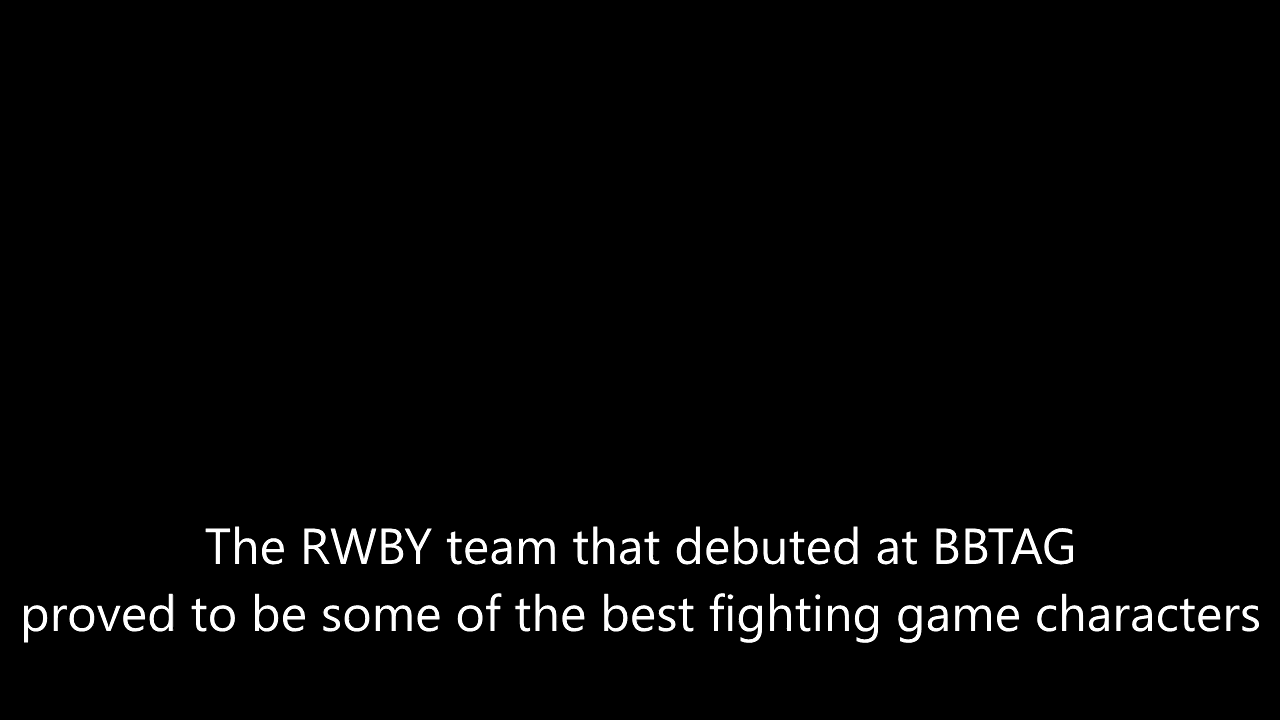 The RWBY team that debuted at BBTAG
proved to be some of the best fighting game characters